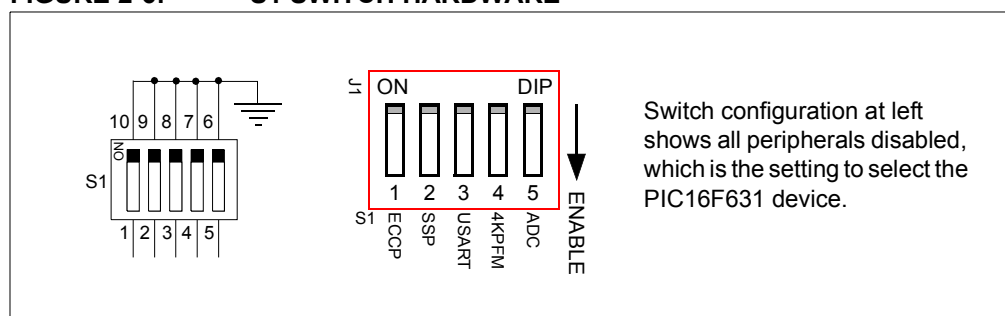 FIGURE
S1 SWITCH HARDWARE
10 9 8 7 6
ON
S1
1 2 3 4 5
J1
ON DIP
1 2 3 4 5
S1
ECCP
SSP
USART
4KPFM
ADC
ENABLE
Switch configuration at left
shows all peripherals disabled,
which is the setting to select the
PIC16F631 device.